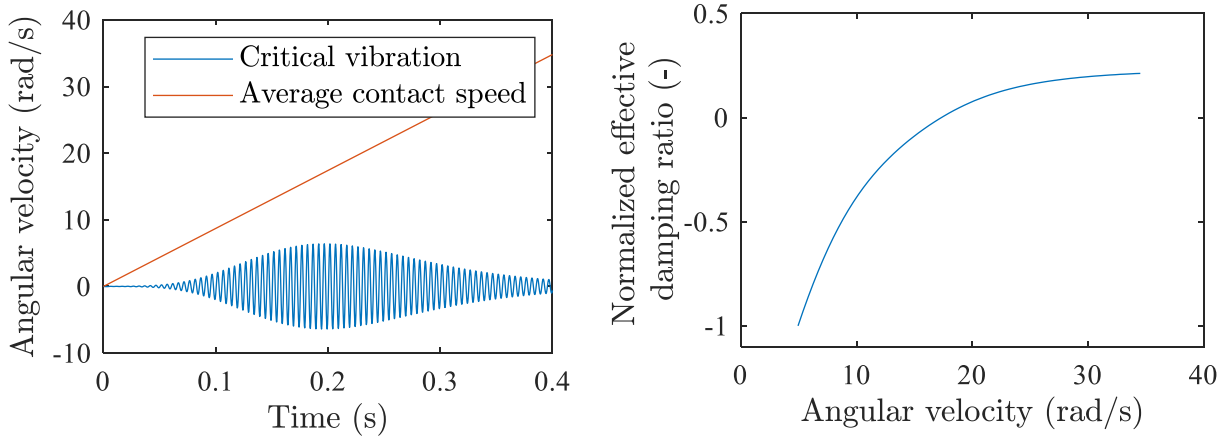 Angular velocity (rad/s)
40
30
20
10
0
-10
Critical vibration
Average contact speed
0
0.1
0.2
0.3
0.4
Time (s)
Normalized effective
damping ratio (-)
0.5
0
-0.5
-1
0
10
20
30
40
Angular velocity (rad/s)